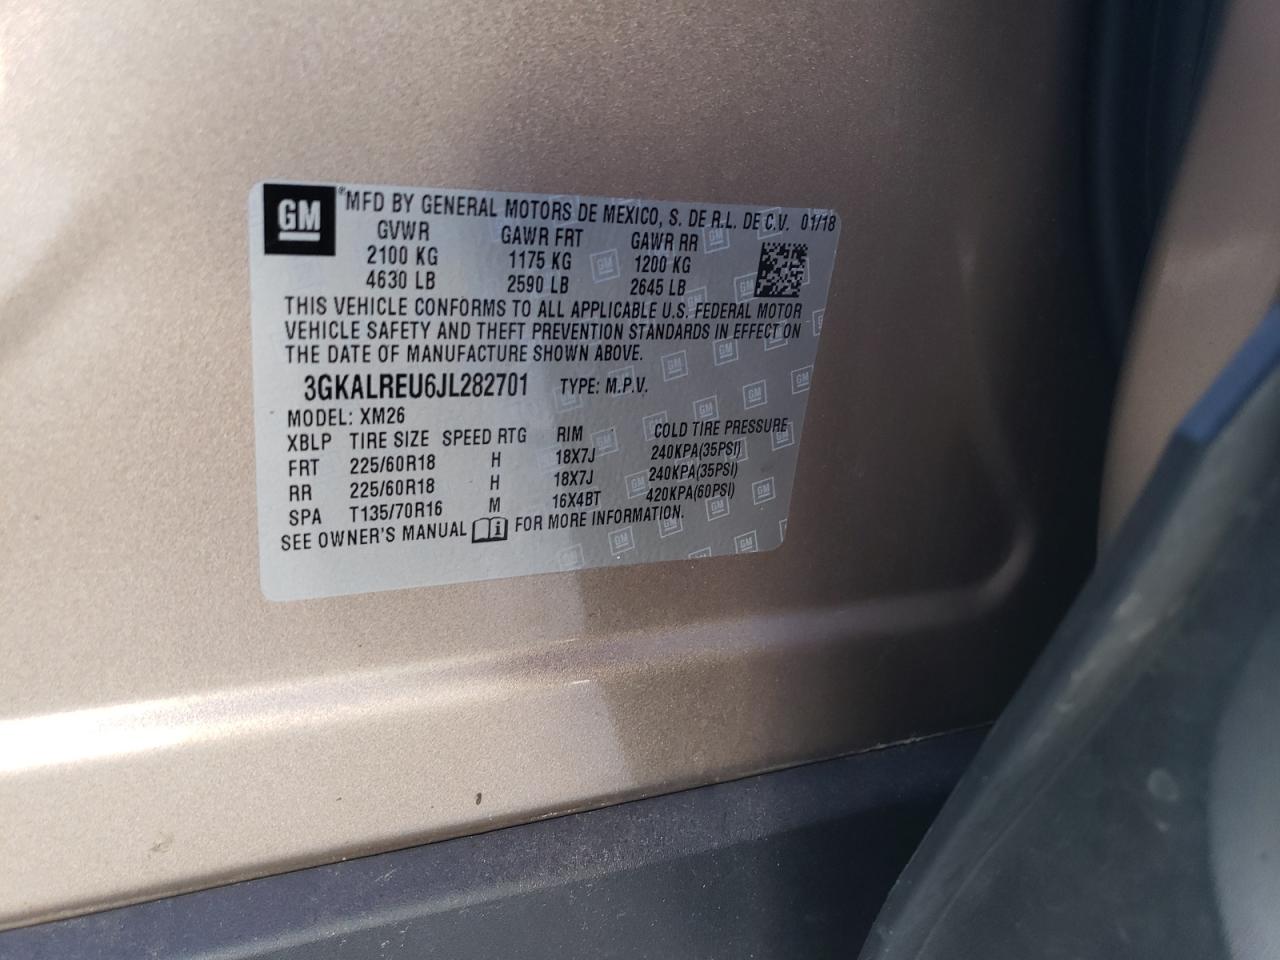 GM ®MFD BY GENERAL MOTORS DE MEXICO, S. DE R.L. DE C.V. 01/18
GVWR GAWR FRT GAWR RR
2100 KG 1175 KG 1200 KG
4630 LB 2590 LB 2645 LB
THIS VEHICLE CONFORMS TO ALL APPLICABLE U.S. FEDERAL MOTOR
VEHICLE SAFETY AND THEFT PREVENTION STANDARDS IN EFFECT ON
THE DATE OF MANUFACTURE SHOWN ABOVE.
3GKALREU6JL282701 TYPE: M.P.V.
MODEL: XM26
XBLP TIRE SIZE SPEED RTG RIM COLD TIRE PRESSURE
FRT 225/60R18 H 18X7J 240KPA(35PSI)
RR 225/60R18 H 18X7J 240KPA(35PSI)
SPA T135/70R16 M 16X4BT 420KPA(60PSI)
SEE OWNER'S MANUAL i FOR MORE INFORMATION.